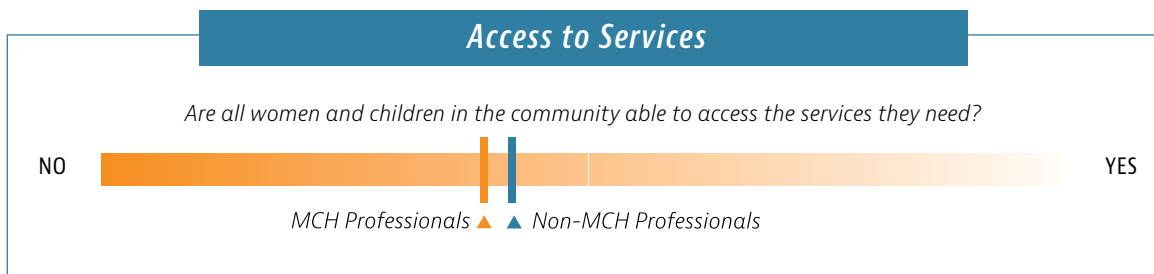 Access to Services
Are all women and children in the community able to access the services they need?
NO
YES
MCH Professionals
Non-MCH Professionals